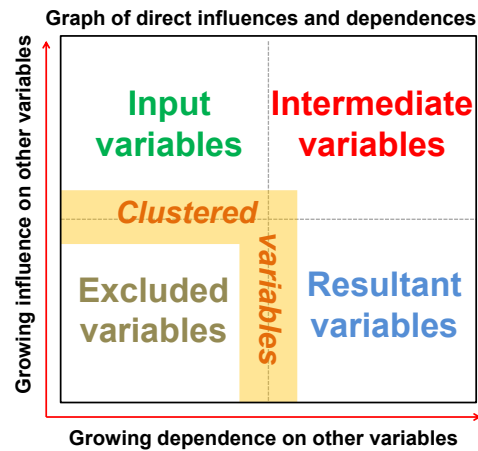 Graph of direct influences and dependences
Growing influence on other variables
Input
variables
Intermediate
variables
Clustered
variables
Excluded
variables
Resultant
variables
Growing dependence on other variables